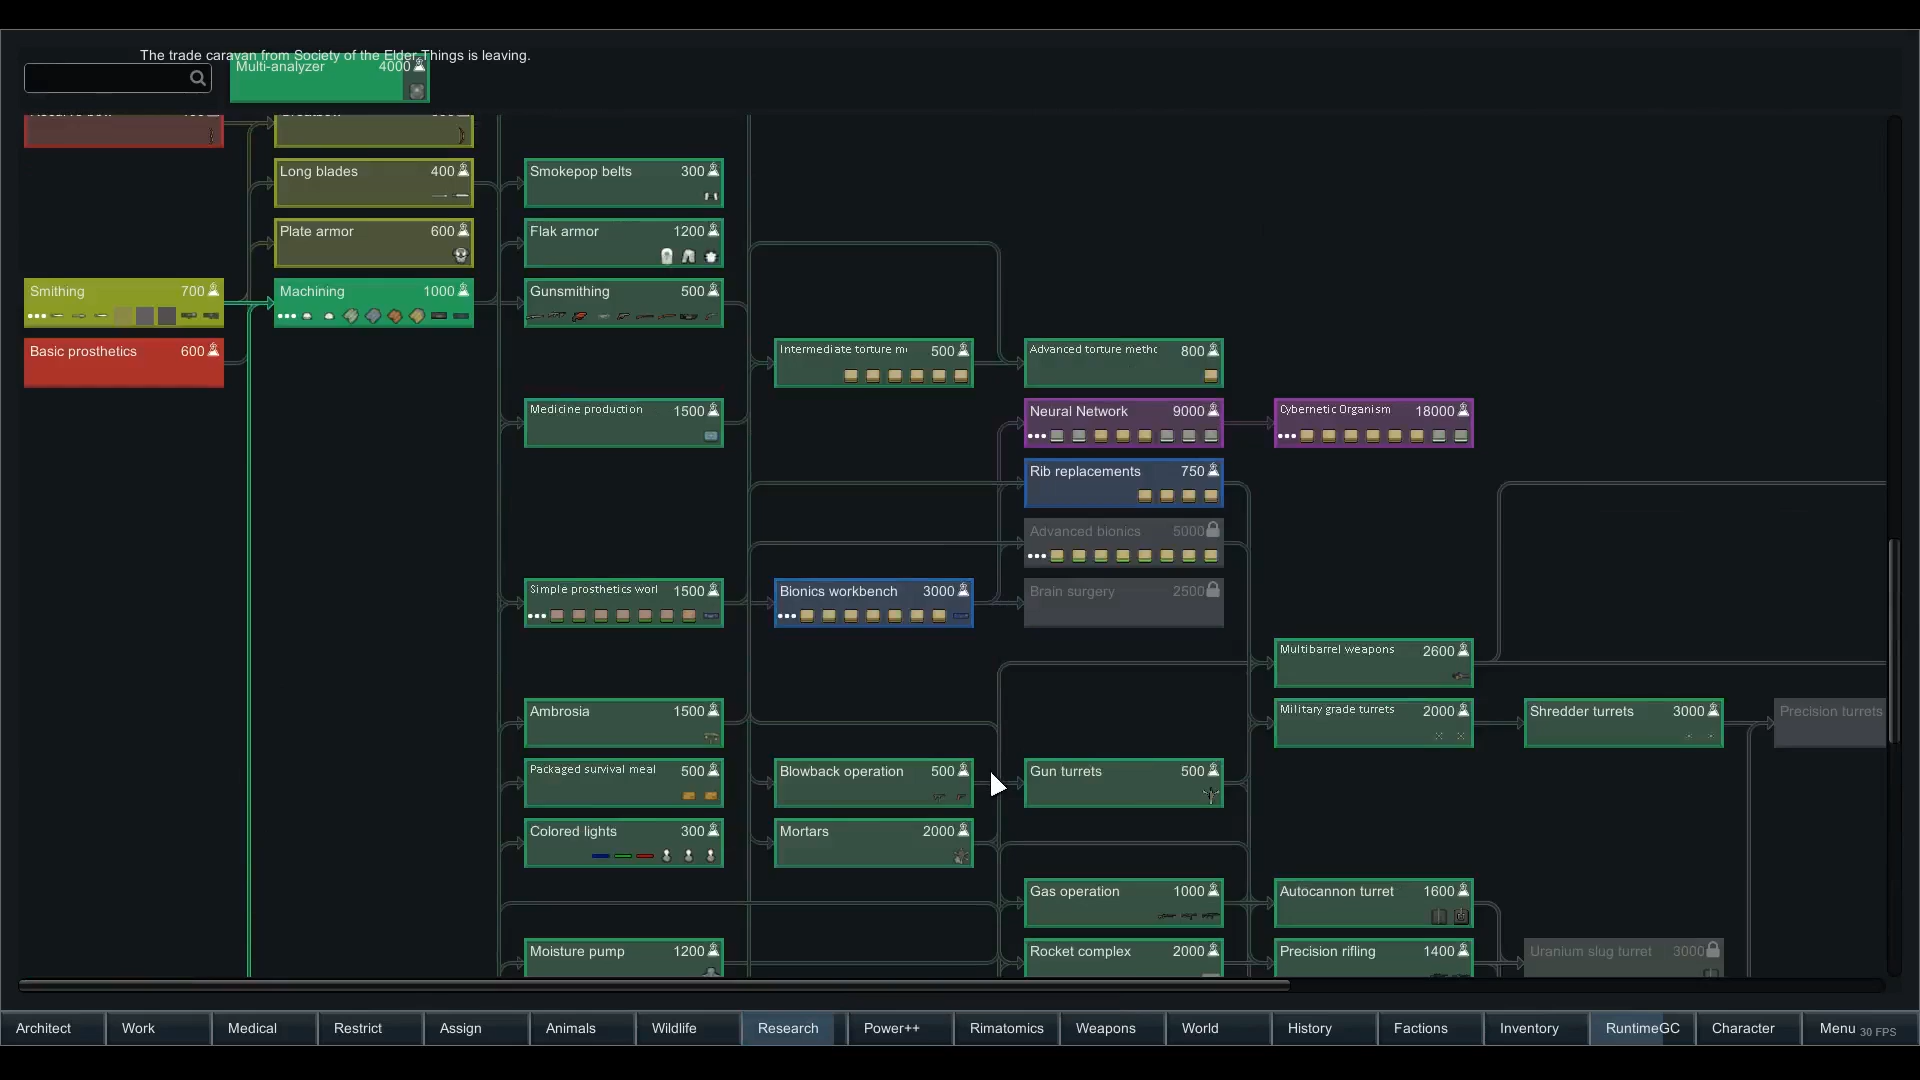 The trade caravan from Society of the Elder Things is leaving.
Multi-analyzer 4000
Long blades 400
Smokepop belts 300
Plate armor 600
Flak armor 1200
Smithing 700
Machining 1000
Gunsmithing 500
Basic prosthetics 600
Intermediate torture m
Advanced torture metho
500
800
Medicine production 1500
Neural Network 9000
Cybernetic Organism 18000
Rib replacements 750
Advanced bionics 5000
Simple prosthetics worl 1500
Bionics workbench 3000
Brain surgery 2500
Multibarrel weapons 2600
Ambrosia 1500
Military grade turrets 2000
Shredder turrets 3000
Precision turrets
Packaged survival meal 500
Blowback operation 500
Gun turrets 500
Colored lights 300
Mortars 2000
Gas operation 1000
Autocannon turret 1600
Moisture pump 1200
Rocket complex 2000
Precision rifling 1400
Uranium slug turret 3000
Architect
Work
Medical
Restrict
Assign
Animals
Wildlife
Research
Power++
Rimatomics
Weapons
World
History
Factions
Inventory
RuntimeGC
Character
Menu
30 FPS